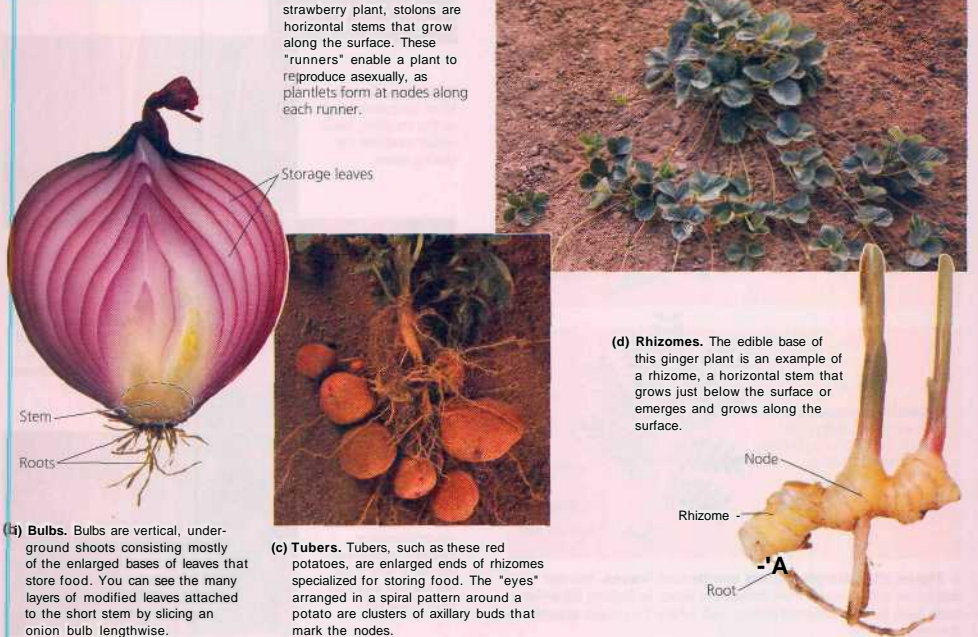 strawberry plant, stolons are
horizontal stems that grow
along the surface. These
"runners" enable a plant to
reproduce asexually, as
plantlets form at nodes along
each runner.
Storage leaves
Stem
Roots
Bulbs. Bulbs are vertical, under-
ground shoots consisting mostly
of the enlarged bases of leaves that
store food. You can see the many
layers of modified leaves attached
to the short stem by slicing an
onion bulb lengthwise.
(c) Tubers. Tubers, such as these red
potatoes, are enlarged ends of rhizomes
specialized for storing food. The "eyes"
arranged in a spiral pattern around a
potato are clusters of axillary buds that
mark the nodes.
(d) Rhizomes. The edible base of
this ginger plant is an example of
a rhizome, a horizontal stem that
grows just below the surface or
emerges and grows along the
surface.
Node
Rhizome -
-'A
Root